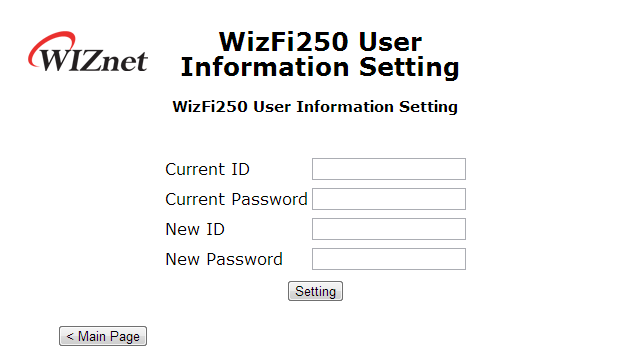 WIZnet
WizFi250 User
Information Setting
WizFi250 User Information Setting
Current ID
Current Password
New ID
New Password
Setting
< Main Page